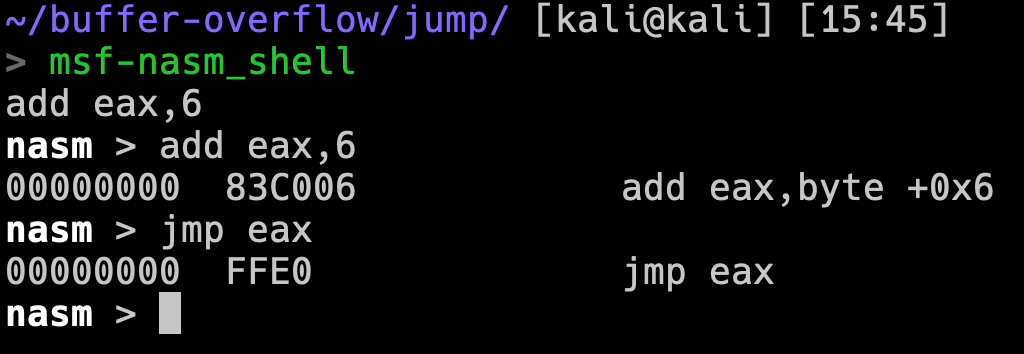 ~/buffer-overflow/jump/ [kali@kali] [15:45]
> msf-nasm_shell
add eax,6
nasm > add eax,6
00000000  83C006            add eax,byte +0x6
nasm > jmp eax
00000000  FFE0              jmp eax
nasm >